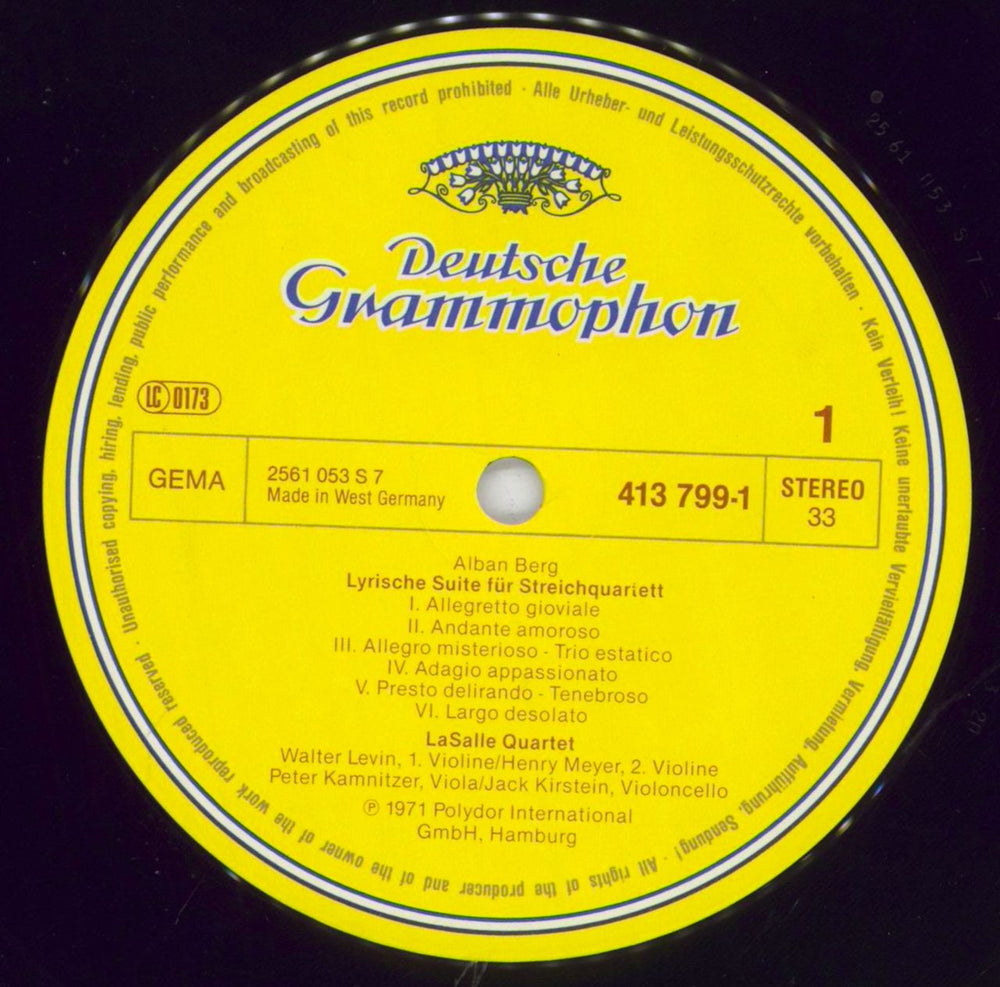 Deutsche
Grammophon
LC 0173
1
GEMA
2561 053 S 7
Made in West Germany
413 799-1
STEREO
33
Alban Berg
Lyrische Suite für Streichquartett
I. Allegretto gioviale
II. Andante amoroso
III. Allegro misterioso - Trio estatico
IV. Adagio appassionato
V. Presto delirando - Tenebroso
VI. Largo desolato
LaSalle Quartet
Walter Levin, 1. Violine/Henry Meyer, 2. Violine
Peter Kamnitzer, Viola/Jack Kirstein, Violoncello
℗ 1971 Polydor International
GmbH, Hamburg
Alle Urheber- und Leistungsschutzrechte vorbehalten · Kein Verleih! Keine unerlaubte Vervielfältigung, Vermietung, Aufführung, Sendung! · All rights of the producer and of the owner of the work reproduced reserved · Unauthorised copying, hiring, lending, public performance and broadcasting of this record prohibited ·
2561 053 S 7